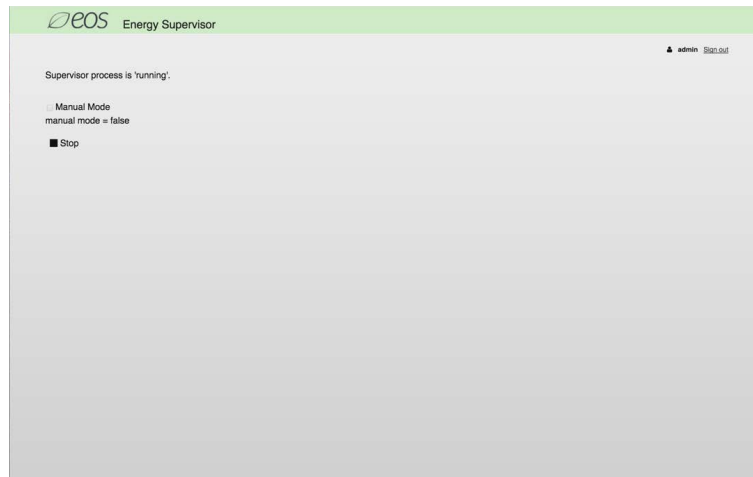 eos Energy Supervisor
admin Sign out
Supervisor process is 'running'.
Manual Mode
manual mode = false
Stop